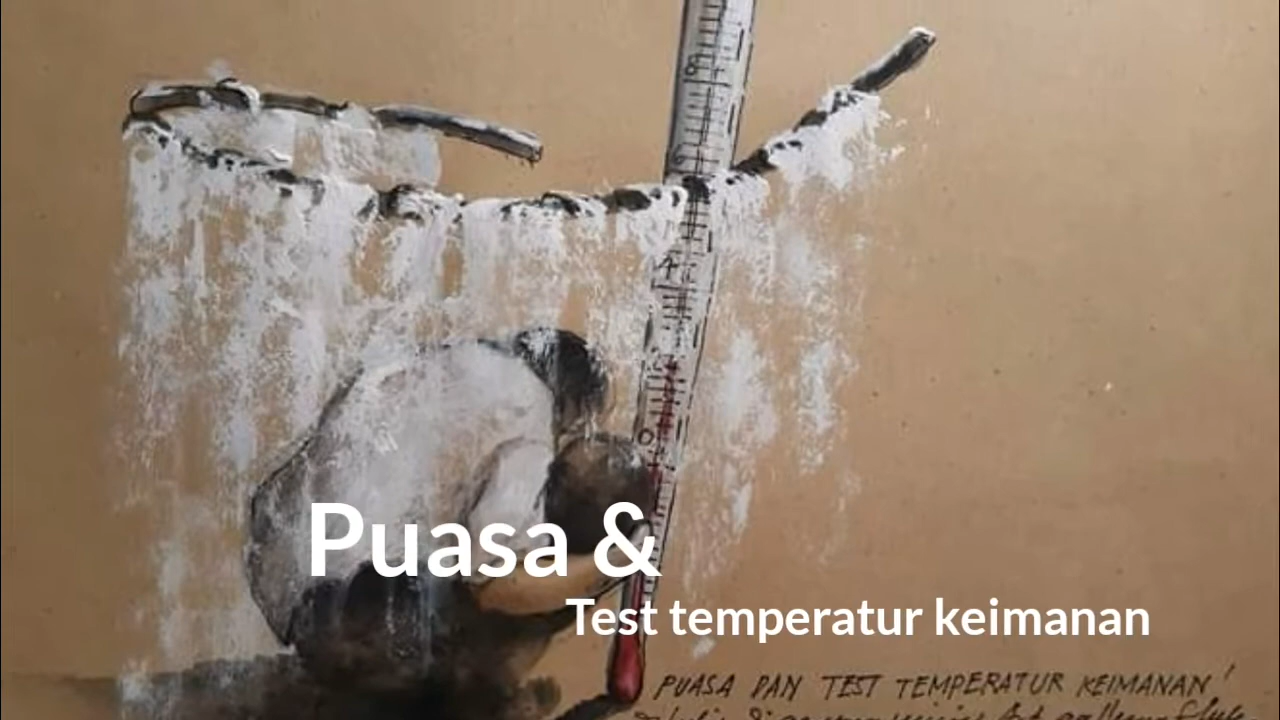 Puasa &
Test temperatur keimanan
PUASA DAN TEST TEMPERATUR KEIMANAN!